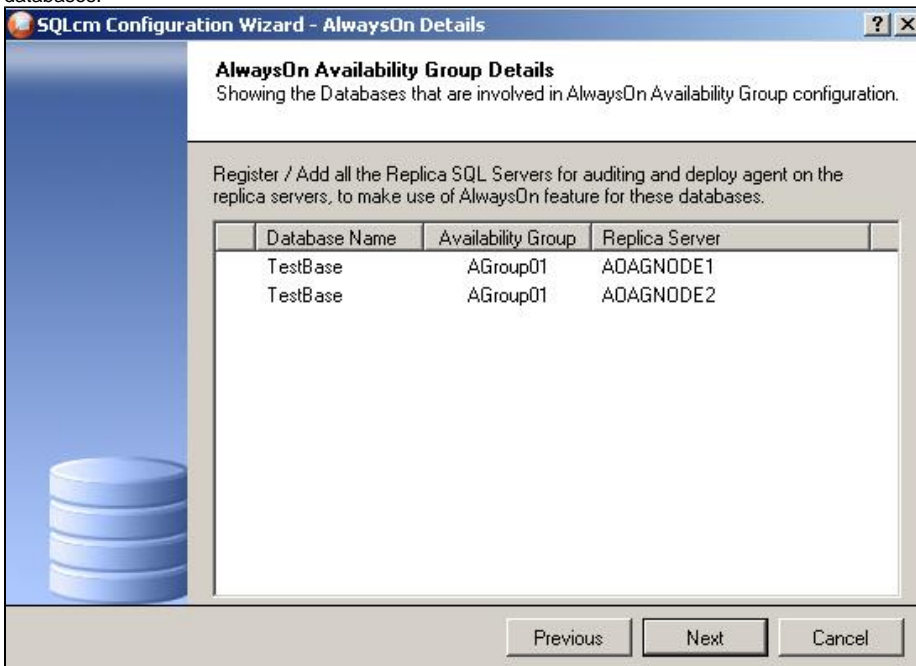 databases.
SQLcm Configuration Wizard - AlwaysOn Details
AlwaysOn Availability Group Details
Showing the Databases that are involved in AlwaysOn Availability Group configuration.
Register / Add all the Replica SQL Servers for auditing and deploy agent on the
replica servers, to make use of AlwaysOn feature for these databases.
Database Name Availability Group Replica Server
TestBase AGroup01 AOAGNODE1
TestBase AGroup01 AOAGNODE2
Previous Next Cancel